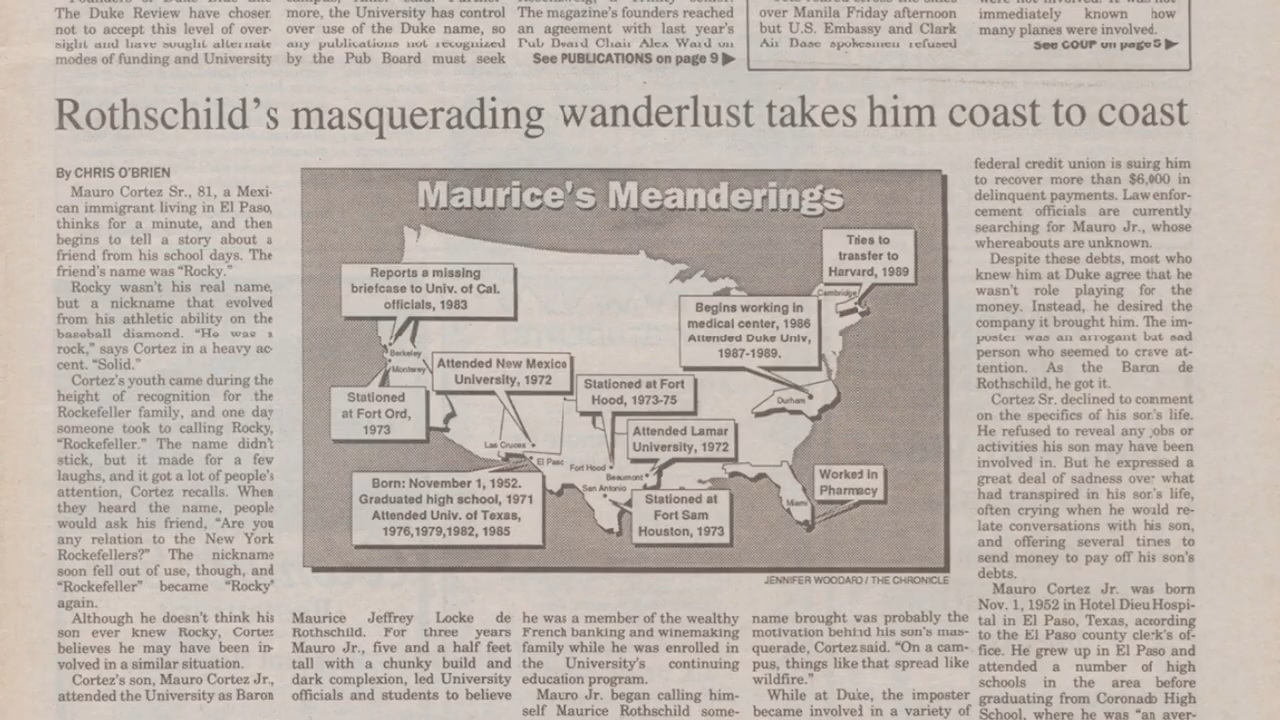 The Duke Review have chosen
not to accept this level of over-
sight and have sought alternate
modes of funding and University
more, the University has control
over use of the Duke name, so
any publications not recognized
by the Pub Board must seek
The magazine's founders reached
an agreement with last year's
Pub Board Chair Alex Ward on
See PUBLICATIONS on page 9
over Manila Friday afternoon
but U.S. Embassy and Clark
Air Base spokesmen refused
immediately known how
many planes were involved.
See COUP on page 5
Rothschild's masquerading wanderlust takes him coast to coast
By CHRIS O'BRIEN
Mauro Cortez Sr., 81, a Mexi-
can immigrant living in El Paso,
thinks for a minute, and then
begins to tell a story about a
friend from his school days. The
friend's name was "Rocky."
Rocky wasn't his real name,
but a nickname that evolved
from his athletic ability on the
baseball diamond. "He was a
rock," says Cortez in a heavy ac-
cent. "Solid."
Cortez's youth came during the
height of recognition for the
Rockefeller family, and one day
someone took to calling Rocky,
"Rockefeller." The name didn't
stick, but it made for a few
laughs, and it got a lot of people's
attention, Cortez recalls. When
they heard the name, people
would ask his friend, "Are you
any relation to the New York
Rockefellers?" The nickname
soon fell out of use, though, and
"Rockefeller" became "Rocky"
again.
Although he doesn't think his
son ever knew Rocky, Cortez
believes he may have been in-
volved in a similar situation.
Cortez's son, Mauro Cortez Jr.,
attended the University as Baron
Maurice's Meanderings
Reports a missing
briefcase to Univ. of Cal.
officials, 1983
Tries to
transfer to
Harvard, 1989
Cambridge
Begins working in
medical center, 1986
Attended Duke Univ,
1987-1989.
Berkeley
Monterey
Attended New Mexico
University, 1972
Stationed at Fort
Hood, 1973-75
Stationed
at Fort Ord,
1973
Durham
Attended Lamar
University, 1972
Las Cruces
El Paso
Fort Hood
Beaumont
San Antonio
Born: November 1, 1952.
Graduated high school, 1971
Attended Univ. of Texas,
1976,1979,1982, 1985
Stationed at
Fort Sam
Houston, 1973
Worked in
Pharmacy
Miami
JENNIFER WOODARD / THE CHRONICLE
Maurice Jeffrey Locke de
Rothschild. For three years
Mauro Jr., five and a half feet
tall with a chunky build and
dark complexion, led University
officials and students to believe
he was a member of the wealthy
French banking and winemaking
family while he was enrolled in
the University's continuing
education program.
Mauro Jr. began calling him-
self Maurice Rothschild some-
name brought was probably the
motivation behind his son's mas-
querade, Cortez said. "On a cam-
pus, things like that spread like
wildfire."
While at Duke, the imposter
became involved in a variety of
federal credit union is suing him
to recover more than $6,000 in
delinquent payments. Law enfor-
cement officials are currently
searching for Mauro Jr., whose
whereabouts are unknown.
Despite these debts, most who
knew him at Duke agree that he
wasn't role playing for the
money. Instead, he desired the
company it brought him. The im-
poster was an arrogant but sad
person who seemed to crave at-
tention. As the Baron de
Rothschild, he got it.
Cortez Sr. declined to comment
on the specifics of his son's life.
He refused to reveal any jobs or
activities his son may have been
involved in. But he expressed a
great deal of sadness over what
had transpired in his son's life,
often crying when he would re-
late conversations with his son,
and offering several times to
send money to pay off his son's
debts.
Mauro Cortez Jr. was born
Nov. 1, 1952 in Hotel Dieu Hospi-
tal in El Paso, Texas, according
to the El Paso county clerk's of-
fice. He grew up in El Paso and
attended a number of high
schools in the area before
graduating from Coronado High
School, where he was "an aver-